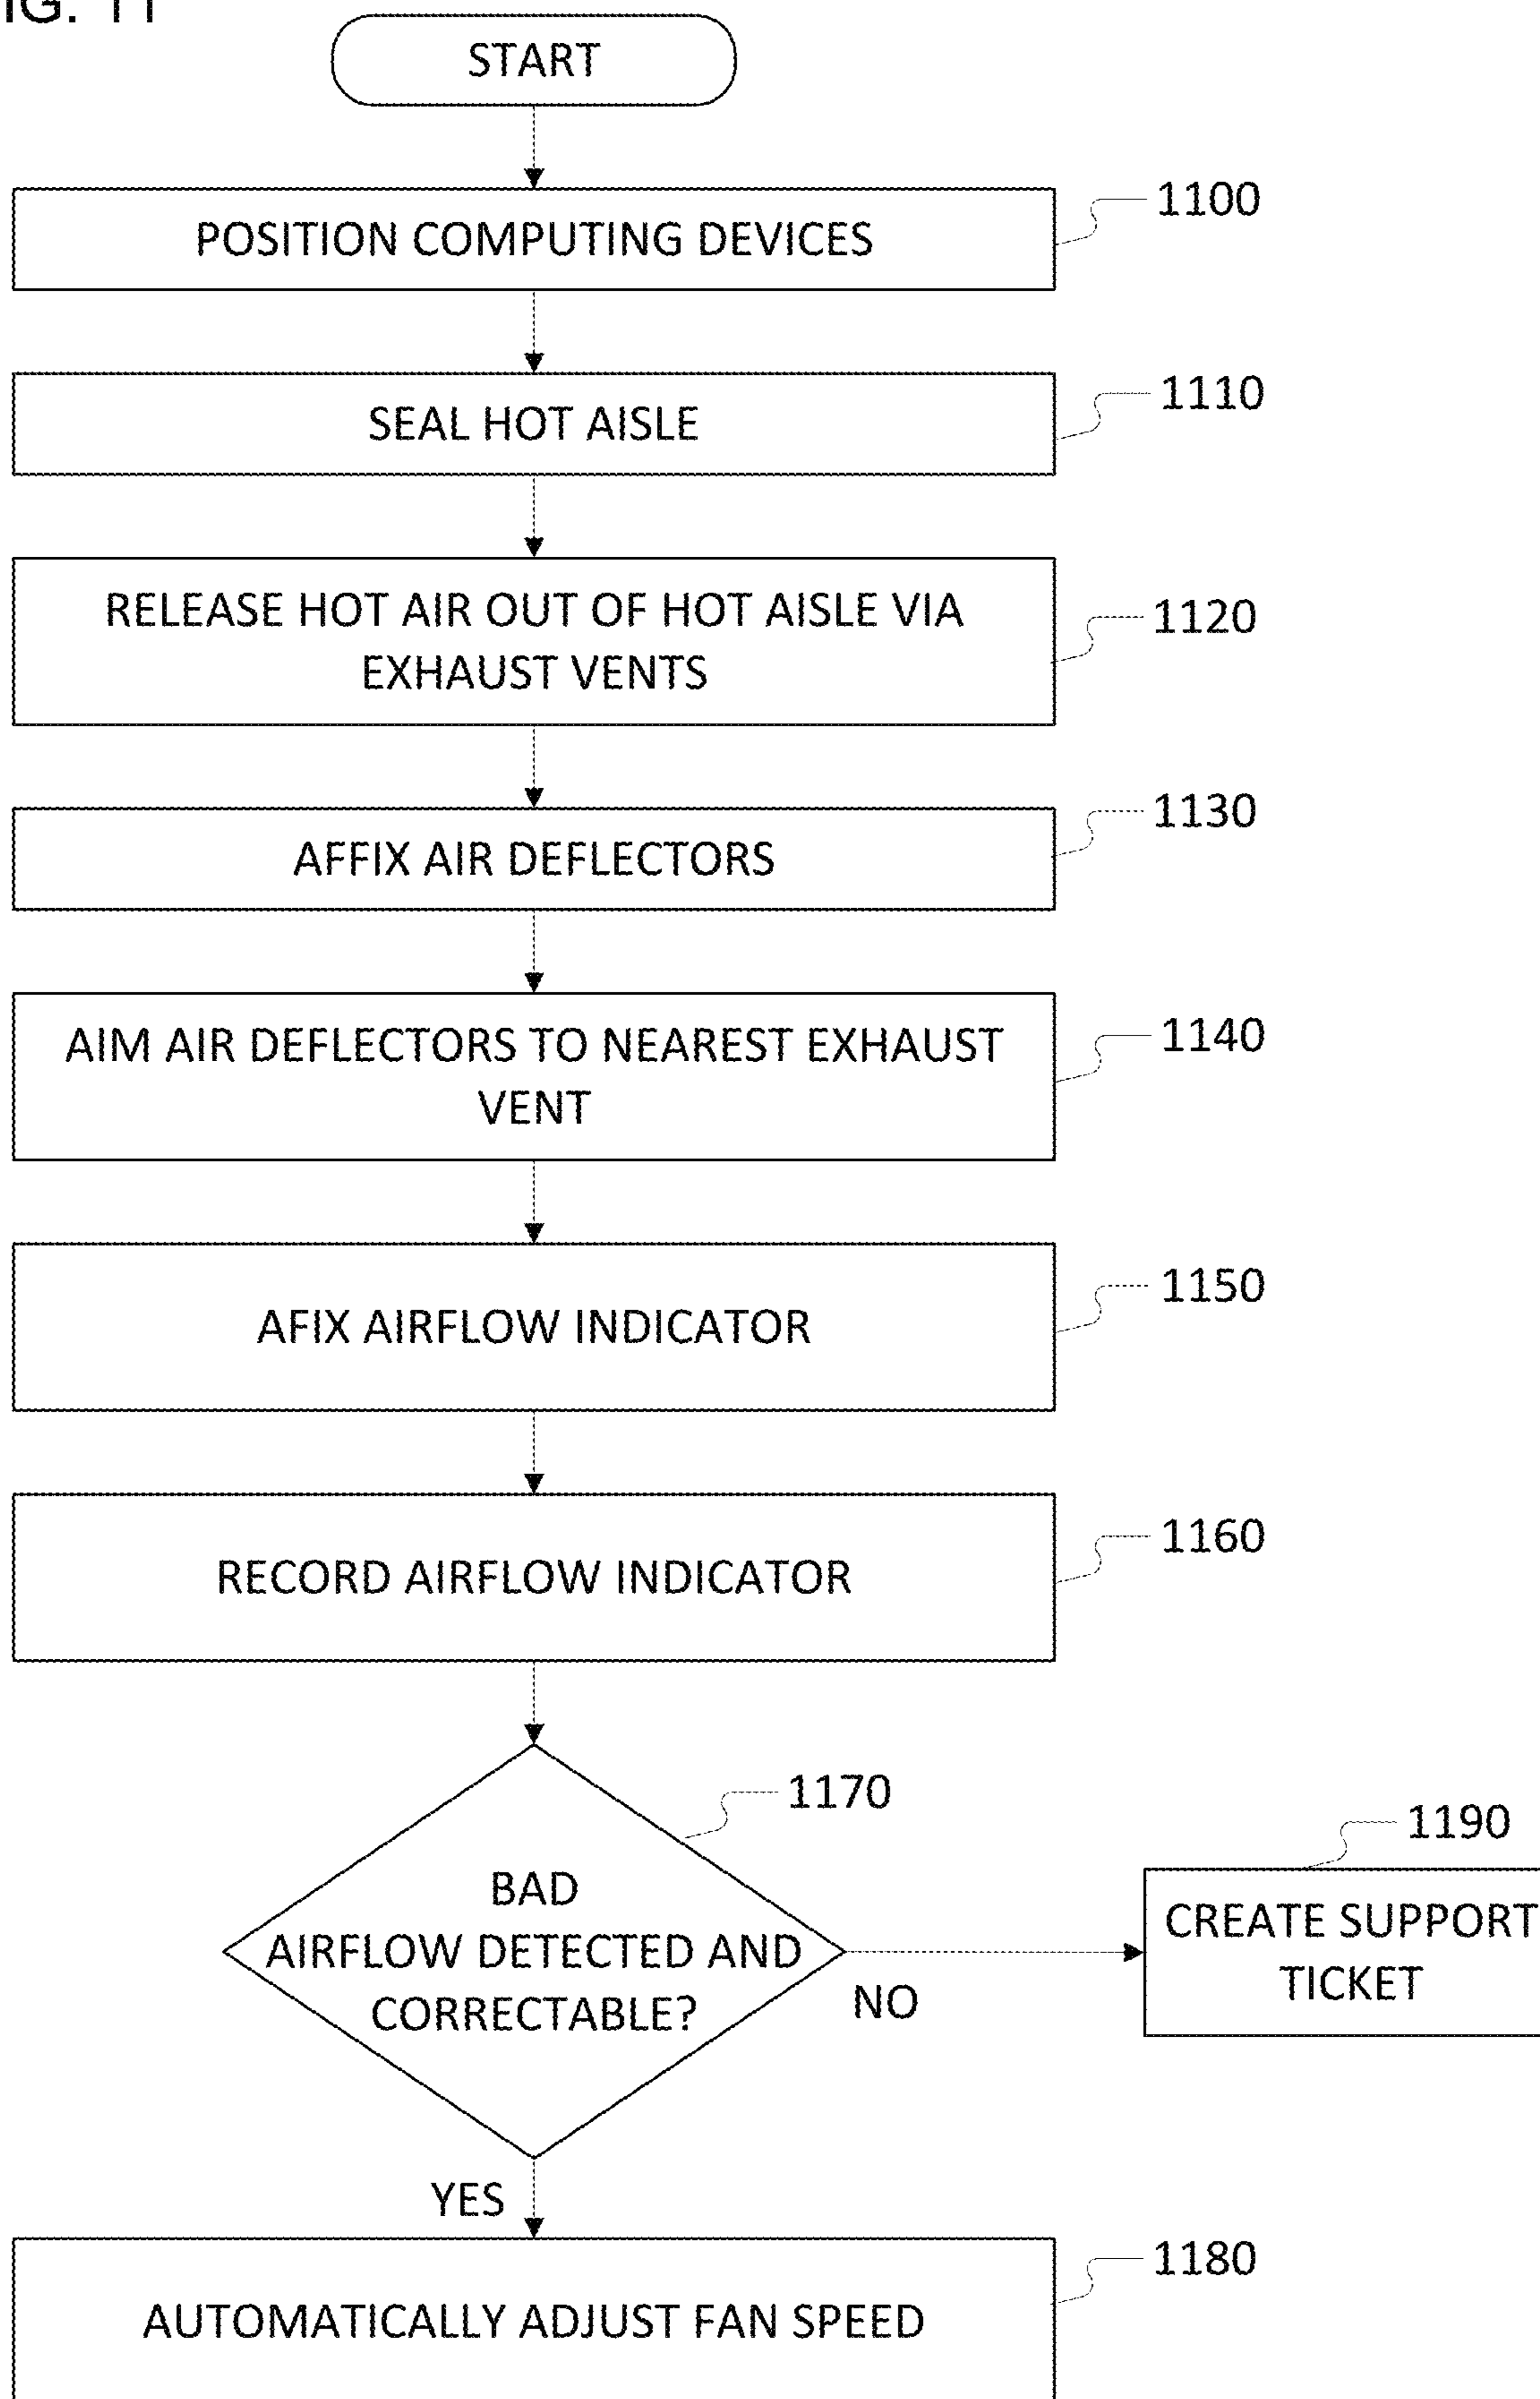 IG. 11
START
POSITION COMPUTING DEVICES
1100
SEAL HOT AISLE
1110
RELEASE HOT AIR OUT OF HOT AISLE VIA
EXHAUST VENTS
1120
AFFIX AIR DEFLECTORS
1130
AIM AIR DEFLECTORS TO NEAREST EXHAUST
VENT
1140
AFIX AIRFLOW INDICATOR
1150
RECORD AIRFLOW INDICATOR
1160
1170
BAD
AIRFLOW DETECTED AND
CORRECTABLE?
NO
1190
CREATE SUPPORT
TICKET
YES
1180
AUTOMATICALLY ADJUST FAN SPEED